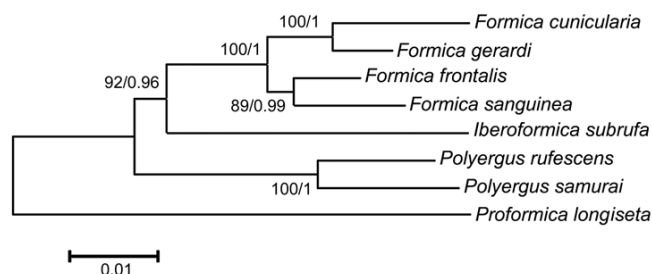 100/1
Formica cunicularia
100/1
Formica gerardi
92/0.96
Formica frontalis
89/0.99
Formica sanguinea
Iberoformica subrufa
Polyergus rufescens
100/1
Polyergus samurai
Proformica longiseta
0.01